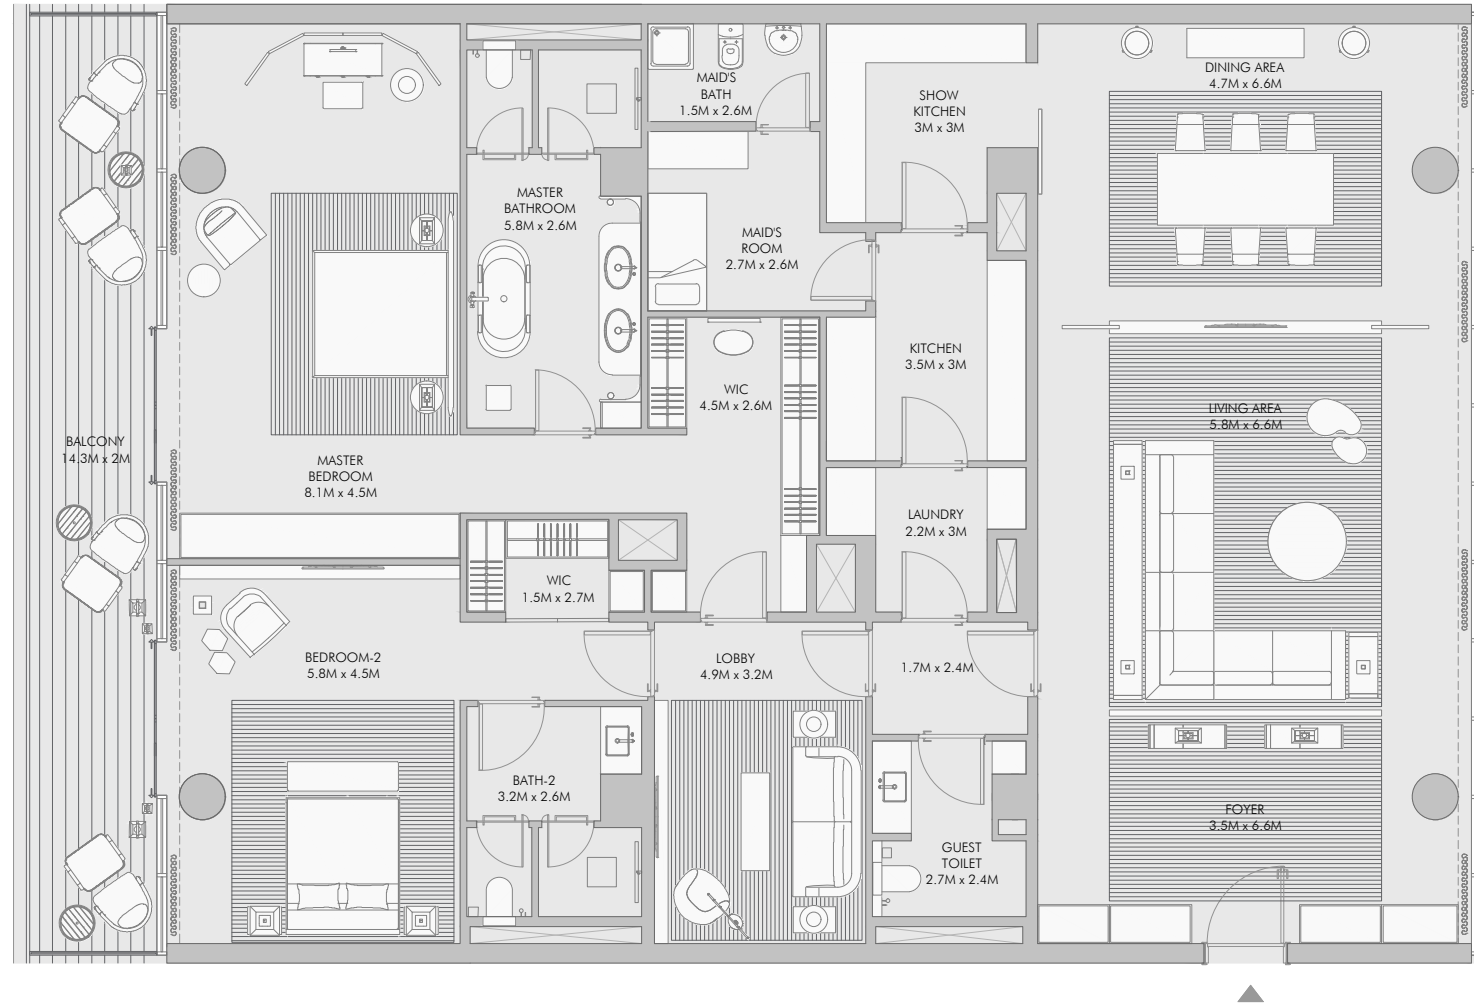 DINING AREA
4.7M x 6.6M
MAID'S
BATH
1.5M x 2.6M
SHOW
KITCHEN
3M x 3M
MASTER
BATHROOM
5.8M x 2.6M
MAID'S
ROOM
2.7M x 2.6M
KITCHEN
3.5M x 3M
WIC
4.5M x 2.6M
LIVING AREA
5.8M x 6.6M
BALCONY
14.3M x 2M
MASTER
BEDROOM
8.1M x 4.5M
LAUNDRY
2.2M x 3M
WIC
1.5M x 2.7M
BEDROOM-2
5.8M x 4.5M
LOBBY
4.9M x 3.2M
1.7M x 2.4M
BATH-2
3.2M x 2.6M
FOYER
3.5M x 6.6M
GUEST
TOILET
2.7M x 2.4M